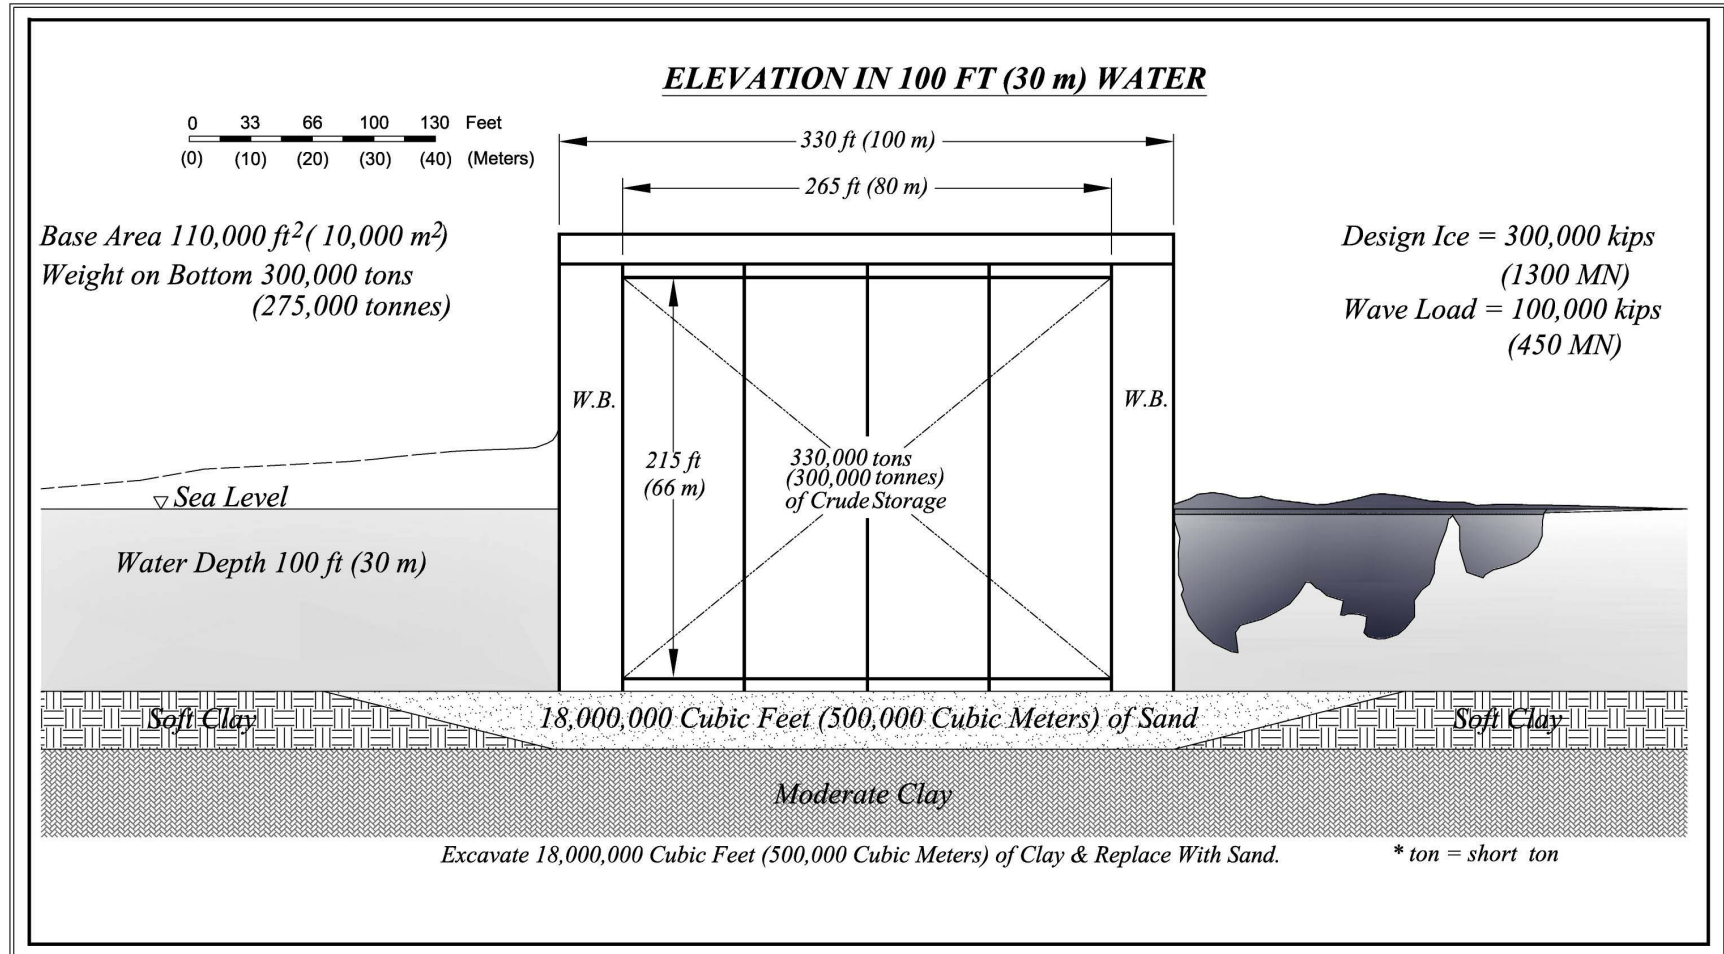 ELEVATION IN 100 FT (30 m) WATER
0 33 66 100 130 Feet
(0) (10) (20) (30) (40) (Meters)
330 ft (100 m)
265 ft (80 m)
Base Area 110,000 ft² ( 10,000 m²)
Weight on Bottom 300,000 tons
(275,000 tonnes)
Design Ice = 300,000 kips
(1300 MN)
Wave Load = 100,000 kips
(450 MN)
W.B.
W.B.
215 ft
(66 m)
330,000 tons
(300,000 tonnes)
of Crude Storage
Sea Level
Water Depth 100 ft (30 m)
Soft Clay
18,000,000 Cubic Feet (500,000 Cubic Meters) of Sand
Soft Clay
Moderate Clay
Excavate 18,000,000 Cubic Feet (500,000 Cubic Meters) of Clay & Replace With Sand.
* ton = short ton